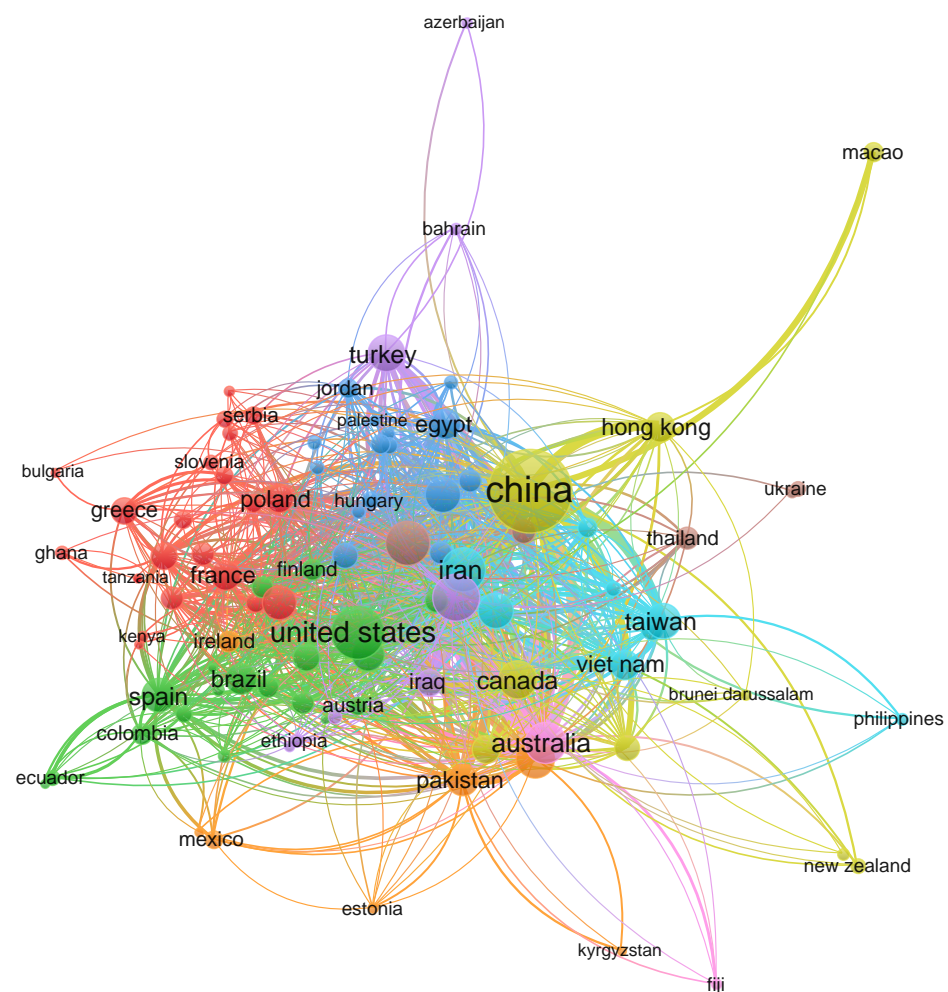 azerbaijan
macao
bahrain
turkey
jordan
serbia
palestine
egypt
hong kong
bulgaria
slovenia
china
ukraine
greece
poland
hungary
thailand
ghana
tanzania
france
finland
iran
kenya
ireland
united states
taiwan
viet nam
brazil
iraq
canada
spain
austria
brunei darussalam
colombia
ethiopia
philippines
australia
ecuador
pakistan
mexico
new zealand
estonia
kyrgyzstan
fiji